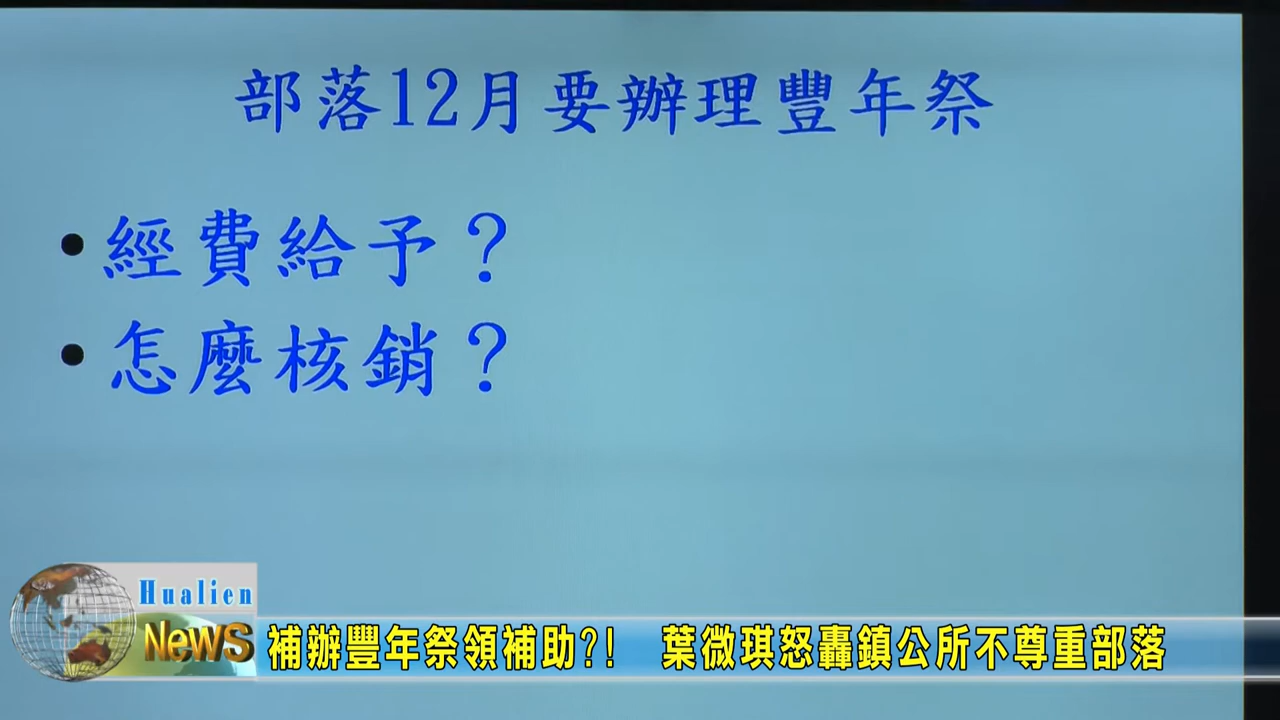 部落12月要辦理豐年祭
•經費給予？
•怎麼核銷？
Hualien
News
補辦豐年祭領補助?!　葉微琪怒轟鎮公所不尊重部落